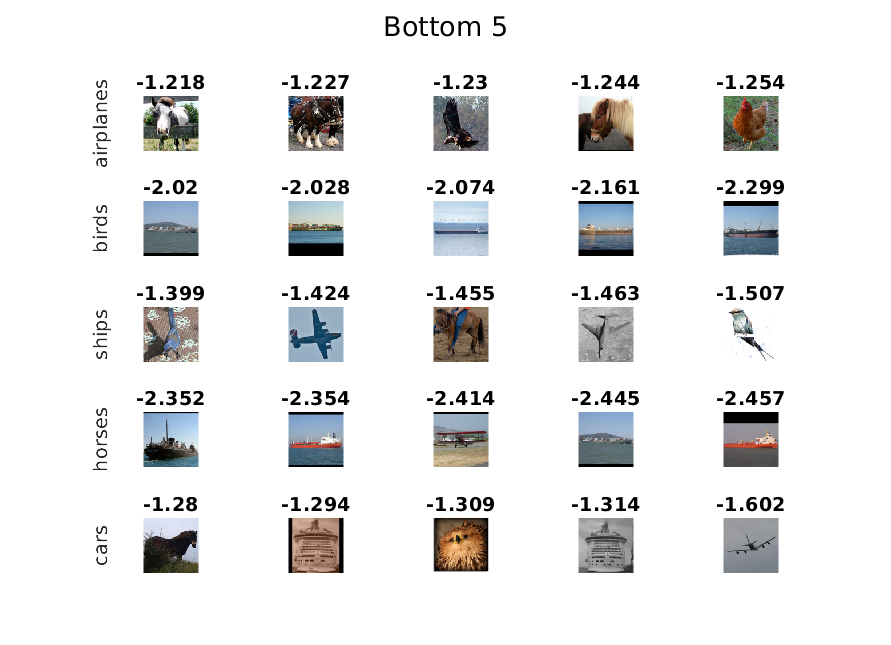 Bottom 5
airplanes
-1.218 -1.227 -1.23 -1.244 -1.254
birds
-2.02 -2.028 -2.074 -2.161 -2.299
ships
-1.399 -1.424 -1.455 -1.463 -1.507
horses
-2.352 -2.354 -2.414 -2.445 -2.457
cars
-1.28 -1.294 -1.309 -1.314 -1.602